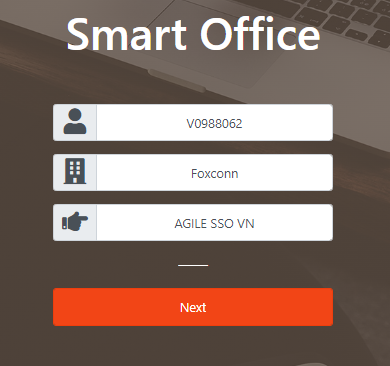 Smart Office
V0988062
Foxconn
AGILE SSO VN
Next